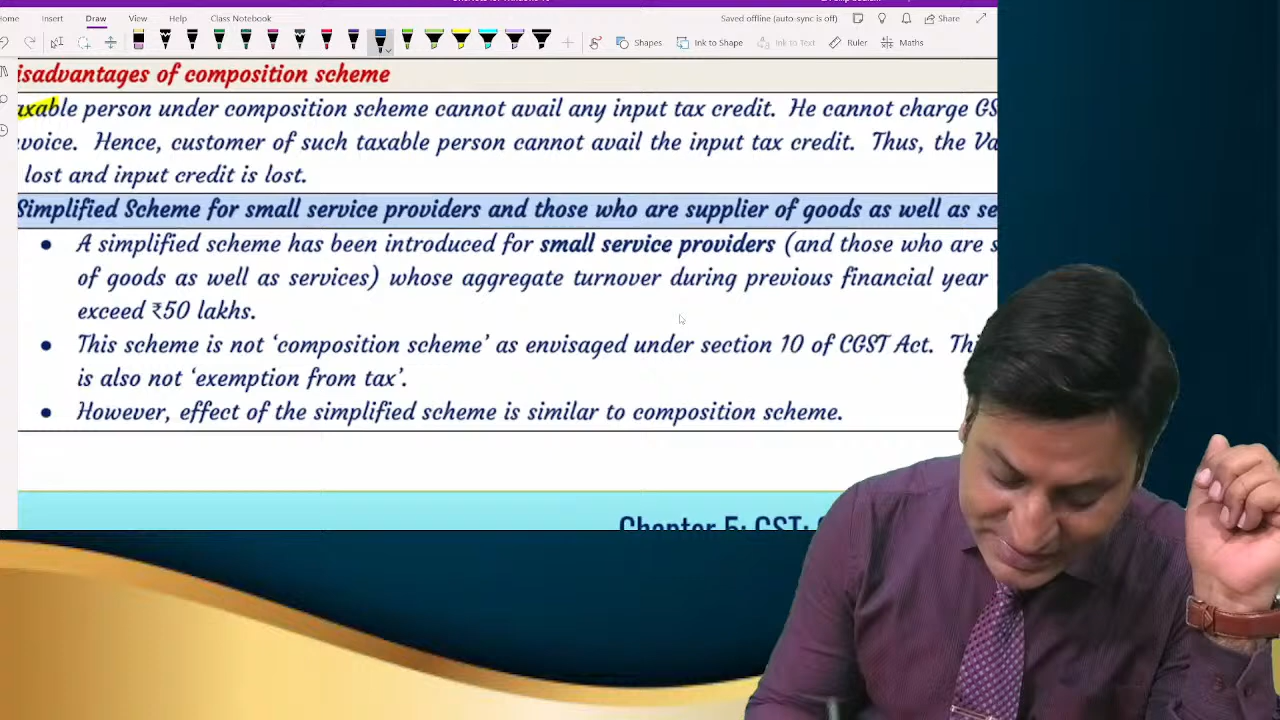 Insert Draw View Help Class Notebook Saved offline (auto-sync is off) Share
Shapes Ink to Shape Ink to Text Ruler Maths
isadvantages of composition scheme
axable person under composition scheme cannot avail any input tax credit. He cannot charge GS
voice. Hence, customer of such taxable person cannot avail the input tax credit. Thus, the Va
lost and input credit is lost.
Simplified Scheme for small service providers and those who are supplier of goods as well as se
• A simplified scheme has been introduced for small service providers (and those who are s
of goods as well as services) whose aggregate turnover during previous financial year
exceed ₹50 lakhs.
• This scheme is not ‘composition scheme’ as envisaged under section 10 of CGST Act. Thi
is also not ‘exemption from tax’.
• However, effect of the simplified scheme is similar to composition scheme.
Chapter 5: GST: